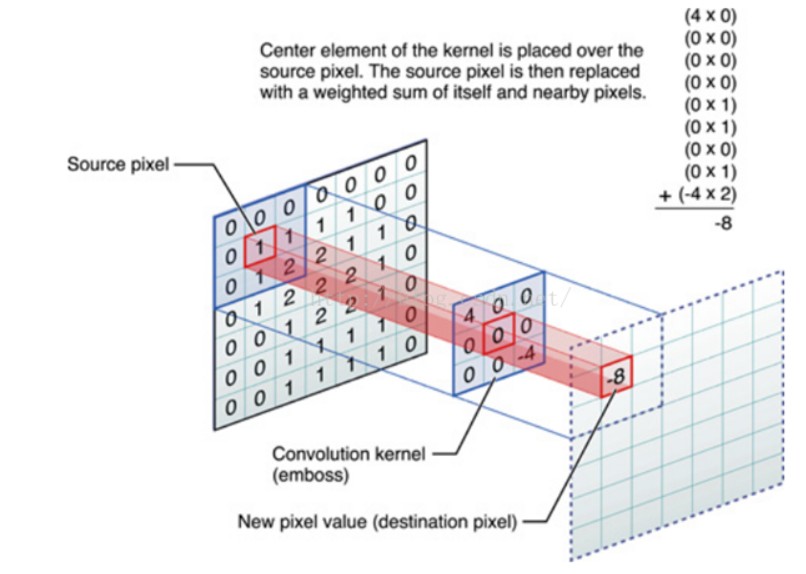 Center element of the kernel is placed over the
source pixel. The source pixel is then replaced
with a weighted sum of itself and nearby pixels.
(4 x 0)
(0 x 0)
(0 x 0)
(0 x 0)
(0 x 1)
(0 x 1)
(0 x 0)
(0 x 1)
+ (-4 x 2)
-8
Source pixel
0 0 0 0 0 0 0
0 1 1 1 1 0 0
0 1 2 2 1 1 0
0 1 2 2 2 1 0
0 0 1 2 2 1 0
0 0 1 1 1 1 0
0 0 1 1 1 1 0
4 0 0
0 0 0
0 0 -4
-8
Convolution kernel
(emboss)
New pixel value (destination pixel)